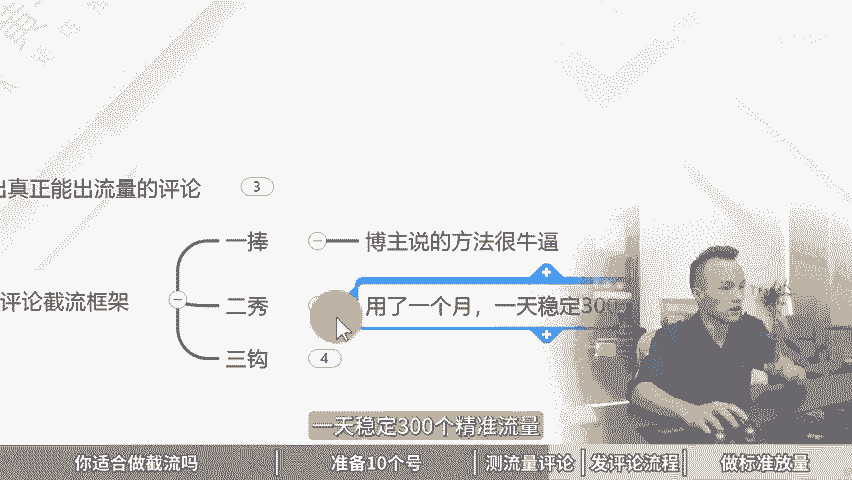 出真正能出流量的评论
3
一捧
博主说的方法很牛逼
评论截流框架
二秀
用了一个月，一天稳定300
三钩
4
一天稳定300个精准流量
你适合做截流吗
准备10个号
测流量评论
发评论流程
做标准放量